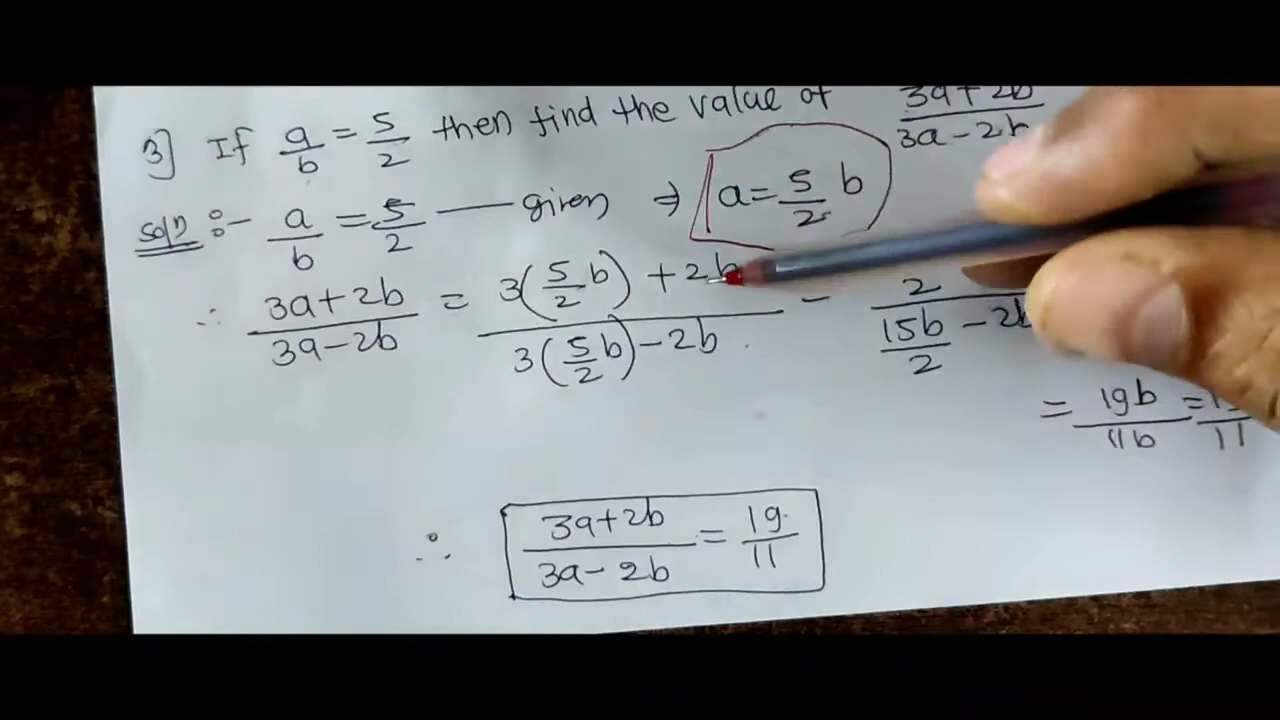 3] If a/b = 5/2 then find the value of 3a+2b/3a-2b
Soln :- a/b = 5/2 —— given ⇒ a = 5/2 b
∴ 3a+2b/3a-2b = 3(5/2 b) + 2b/3(5/2 b) - 2b = 2/15b/2 - 2b
= 19b/11b = /11
∴ 3a+2b/3a-2b = 19/11